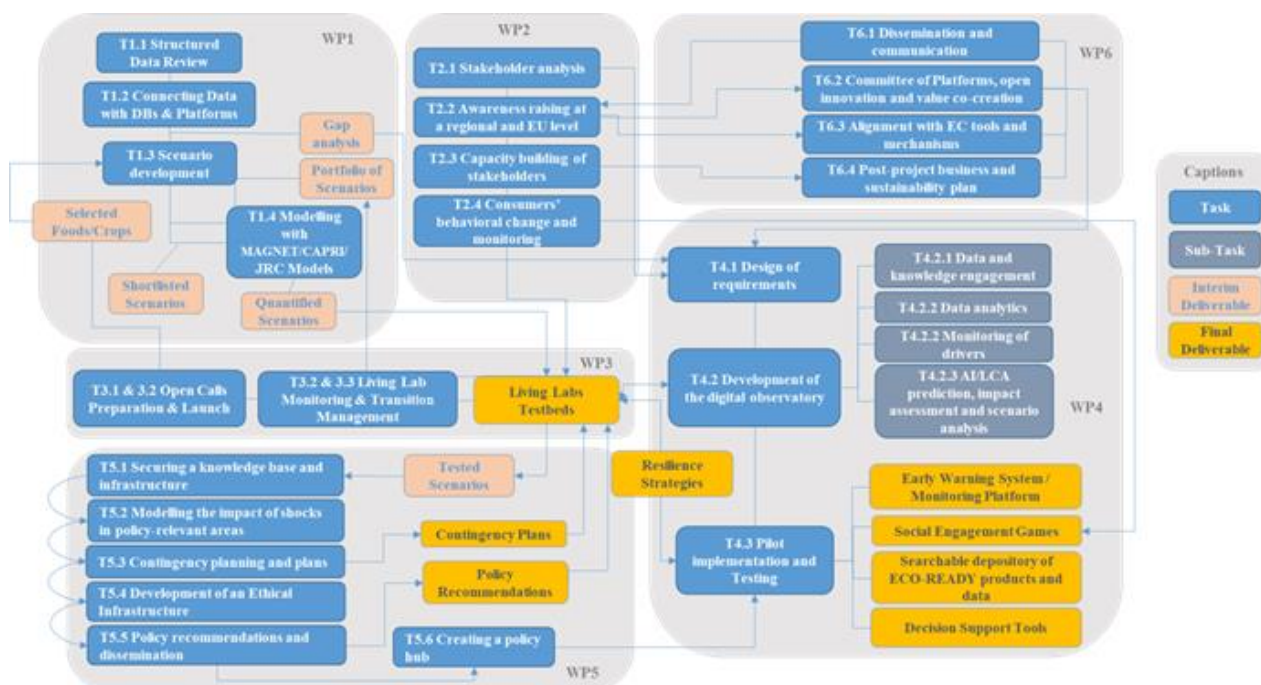 WP1
T1.1 Structured
Data Review
T1.2 Connecting Data
with DBs & Platforms
Gap
analysis
T1.3 Scenario
development
Portfolio of
Scenarios
Selected
Foods/Crops
T1.4 Modelling
with
MAGNET/CAPRI/
JRC Models
Shortlisted
Scenarios
Quantified
Scenarios
WP2
T2.1 Stakeholder analysis
T2.2 Awareness raising at
a regional and EU level
T2.3 Capacity building of
stakeholders
T2.4 Consumers'
behavioral change and
monitoring
T6.1 Dissemination and
communication
WP6
T6.2 Committee of Platforms, open
innovation and value co-creation
T6.3 Alignment with EC tools and
mechanisms
T6.4 Post-project business and
sustainability plan
Captions
Task
Sub-Task
Interim
Deliverable
Final
Deliverable
T4.1 Design of
requirements
T4.2.1 Data and
knowledge engagement
T4.2.2 Data analytics
T4.2.2 Monitoring of
drivers
T4.2 Development of
the digital observatory
T4.2.3 AI/LCA
prediction, impact
assessment and scenario
analysis
WP4
WP3
T3.1 & 3.2 Open Calls
Preparation & Launch
T3.2 & 3.3 Living Lab
Monitoring & Transition
Management
Living Labs
Testbeds
T5.1 Securing a knowledge base and
infrastructure
Tested
Scenarios
Resilience
Strategies
T5.2 Modelling the impact of shocks
in policy-relevant areas
T5.3 Contingency planning and plans
Contingency Plans
T5.4 Development of an Ethical
Infrastructure
Policy
Recommendations
T5.5 Policy recommendations and
dissemination
T5.6 Creating a policy
hub
WP5
T4.3 Pilot
implementation and
Testing
Early Warning System /
Monitoring Platform
Social Engagement Games
Searchable depository of
ECO-READY products and
data
Decision Support Tools